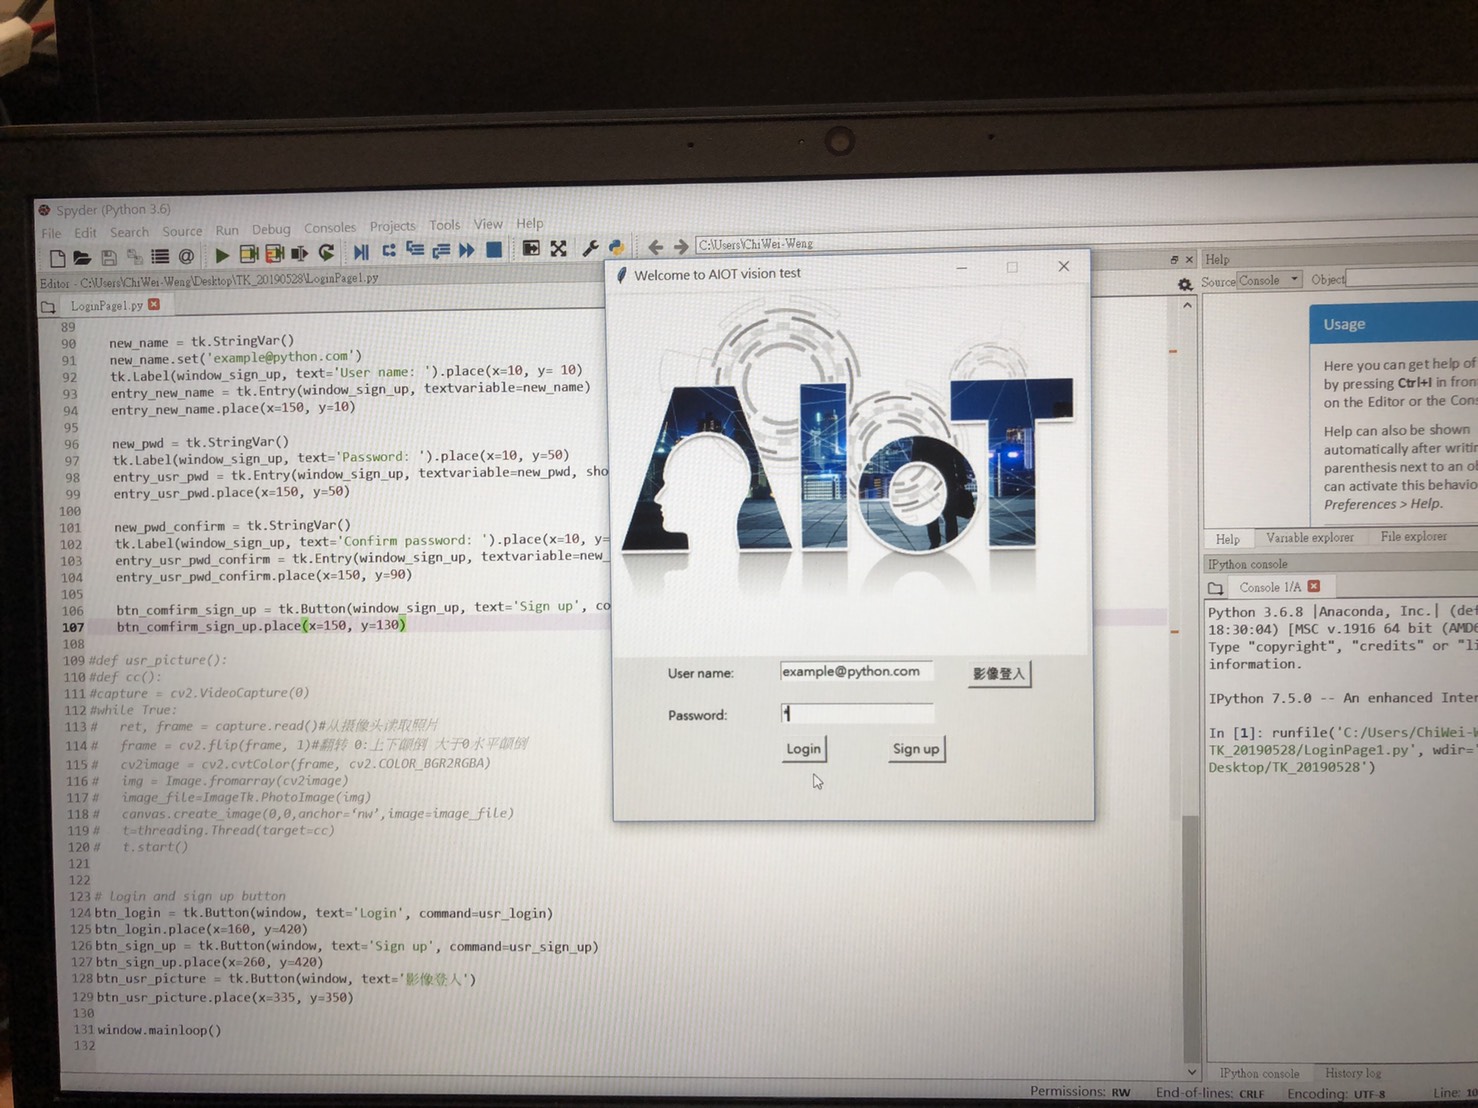 Spyder (Python 3.6)
File Edit Search Source Run Debug Consoles Projects Tools View Help
C:\Users\ChiWei-Weng
Editor - C:\Users\ChiWei-Weng\Desktop\TK_20190528\LoginPage1.py
LoginPage1.py
89
90 new_name = tk.StringVar()
91 new_name.set('example@python.com')
92 tk.Label(window_sign_up, text='User name: ').place(x=10, y= 10)
93 entry_new_name = tk.Entry(window_sign_up, textvariable=new_name)
94 entry_new_name.place(x=150, y=10)
95
96 new_pwd = tk.StringVar()
97 tk.Label(window_sign_up, text='Password: ').place(x=10, y=50)
98 entry_usr_pwd = tk.Entry(window_sign_up, textvariable=new_pwd, sho
99 entry_usr_pwd.place(x=150, y=50)
100
101 new_pwd_confirm = tk.StringVar()
102 tk.Label(window_sign_up, text='Confirm password: ').place(x=10, y=
103 entry_usr_pwd_confirm = tk.Entry(window_sign_up, textvariable=new_
104 entry_usr_pwd_confirm.place(x=150, y=90)
105
106 btn_comfirm_sign_up = tk.Button(window_sign_up, text='Sign up', co
107 btn_comfirm_sign_up.place(x=150, y=130)
108
109 #def usr_picture():
110 #def cc():
111 #capture = cv2.VideoCapture(0)
112 #while True:
113 # ret, frame = capture.read()#从摄像头读取照片
114 # frame = cv2.flip(frame, 1)#翻转 0:上下颠倒 大于0水平颠倒
115 # cv2image = cv2.cvtColor(frame, cv2.COLOR_BGR2RGBA)
116 # img = Image.fromarray(cv2image)
117 # image_file=ImageTk.PhotoImage(img)
118 # canvas.create_image(0,0,anchor='nw',image=image_file)
119 # t=threading.Thread(target=cc)
120 # t.start()
121
122
123 # Login and sign up button
124 btn_login = tk.Button(window, text='Login', command=usr_login)
125 btn_login.place(x=160, y=420)
126 btn_sign_up = tk.Button(window, text='Sign up', command=usr_sign_up)
127 btn_sign_up.place(x=260, y=420)
128 btn_usr_picture = tk.Button(window, text='影像登入')
129 btn_usr_picture.place(x=335, y=350)
130
131 window.mainloop()
132
Welcome to AIOT vision test
AIoT
User name: example@python.com 影像登入
Password: *
Login Sign up
Help
Source Console Object
Usage
Here you can get help of
by pressing Ctrl+I in fron
on the Editor or the Cons
Help can also be shown
automatically after writin
parenthesis next to an ob
can activate this behavio
Preferences > Help.
Help Variable explorer File explorer
IPython console
Console 1/A
Python 3.6.8 |Anaconda, Inc.| (def
18:30:04) [MSC v.1916 64 bit (AMD6
Type "copyright", "credits" or "li
information.
IPython 7.5.0 -- An enhanced Inter
In [1]: runfile('C:/Users/ChiWei-W
TK_20190528/LoginPage1.py', wdir='
Desktop/TK_20190528')
IPython console History log
Permissions: RW End-of-lines: CRLF Encoding: UTF-8 Line: 10